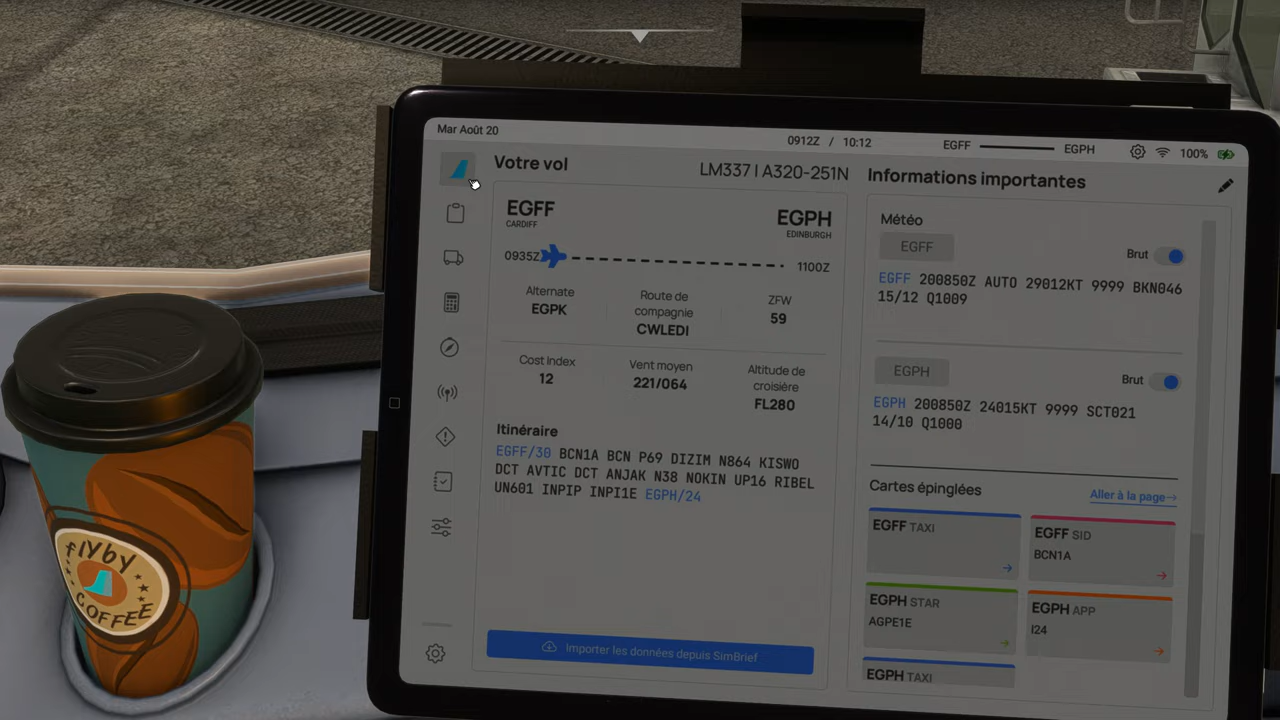 Mar Août 20
0912Z / 10:12
EGFF
EGPH
100%
Votre vol
LM337 | A320-251N
EGFF
CARDIFF
EGPH
EDINBURGH
0935Z
1100Z
Alternate
EGPK
Route de
compagnie
CWLEDI
ZFW
59
Cost Index
12
Vent moyen
221/064
Altitude de
croisière
FL280
Itinéraire
EGFF/30 BCN1A BCN P69 DIZIM N864 KISWO
DCT AVTIC DCT ANJAK N38 NOKIN UP16 RIBEL
UN601 INPIP INPI1E EGPH/24
Importer les données depuis SimBrief
Informations importantes
Météo
EGFF
Brut
EGFF 200850Z AUTO 29012KT 9999 BKN046
15/12 Q1009
EGPH
Brut
EGPH 200850Z 24015KT 9999 SCT021
14/10 Q1000
Cartes épinglées
Aller à la page→
EGFF TAXI
EGFF SID
BCN1A
EGPH STAR
AGPE1E
EGPH APP
I24
EGPH TAXI
flyby
COFFEE